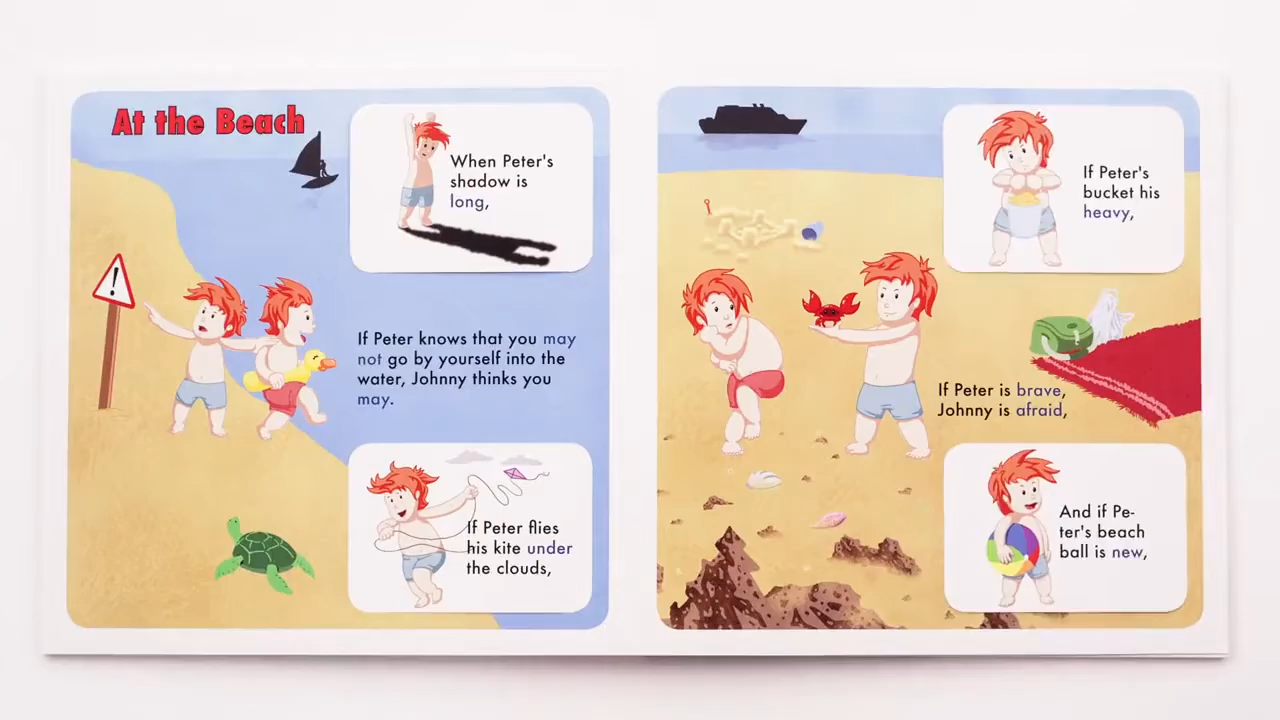 At the Beach
When Peter's
shadow is
long,
If Peter knows that you may
not go by yourself into the
water, Johnny thinks you
may.
If Peter flies
his kite under
the clouds,
If Peter's
bucket his
heavy,
If Peter is brave,
Johnny is afraid,
And if Pe-
ter's beach
ball is new,